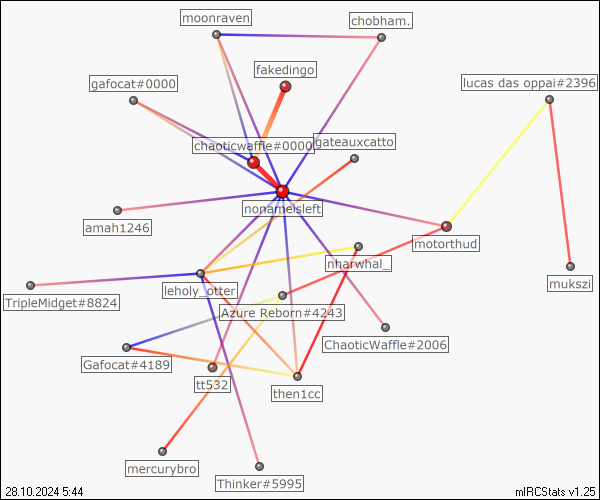 moonraven
chobham.
fakedingo
gafocat#0000
lucas das oppai#2396
chaoticwaffle#0000
gateauxcatto
nonameisleft
amah1246
motorthud
nharwhal_
mukszi
leholy_otter
TripleMidget#8824
Azure Reborn#4243
ChaoticWaffle#2006
Gafocat#4189
tt532
then1cc
mercurybro
Thinker#5995
28.10.2024 5:44
mIRCStats v1.25